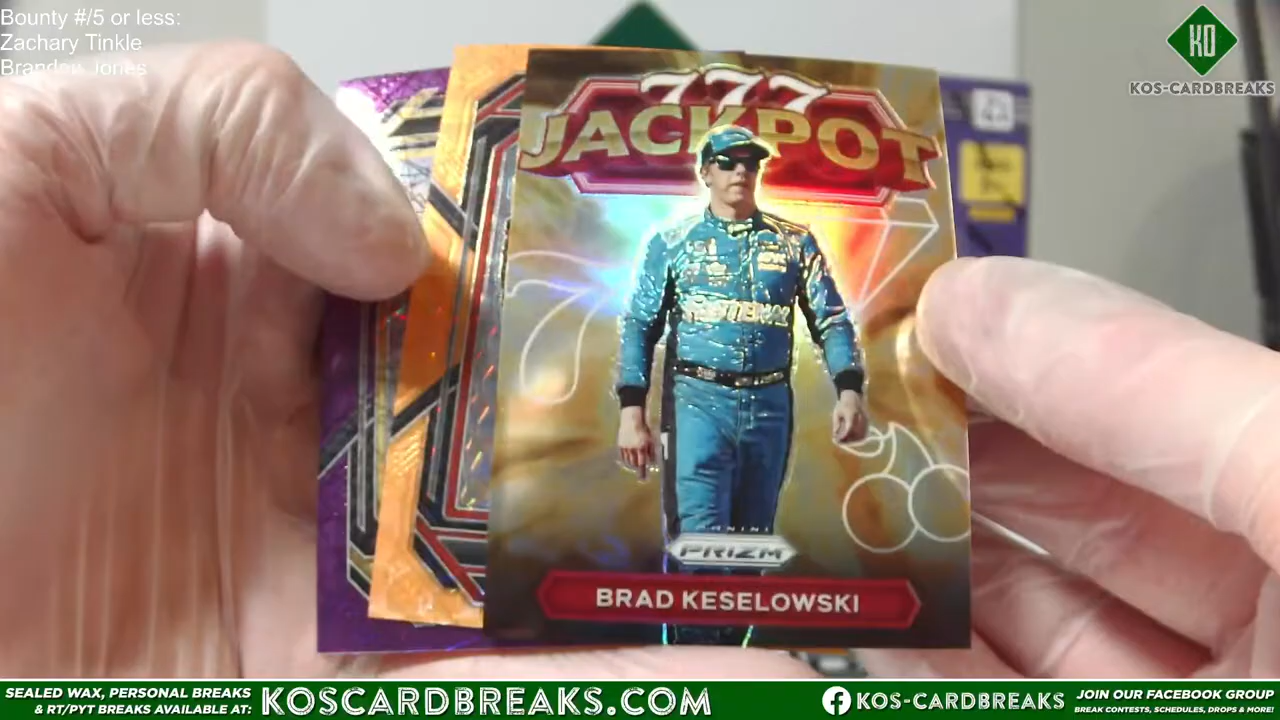 Bounty #/5 or less:
Zachary Tinkle
Brandon Jones
KO
KOS-CARDBREAKS
777
JACKPOT
PANINI
PRIZM
BRAD KESELOWSKI
SEALED WAX, PERSONAL BREAKS
& RT/PYT BREAKS AVAILABLE AT:
KOSCARDBREAKS.COM
KOS-CARDBREAKS
JOIN OUR FACEBOOK GROUP
BREAK CONTESTS, SCHEDULES, DROPS & MORE!